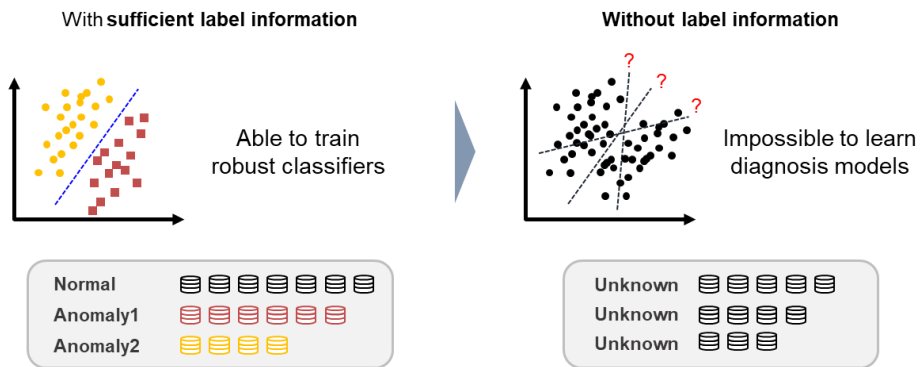 With sufficient label information
Without label information
?
?
?
Able to train
robust classifiers
Impossible to learn
diagnosis models
Normal
Anomaly1
Anomaly2
Unknown
Unknown
Unknown